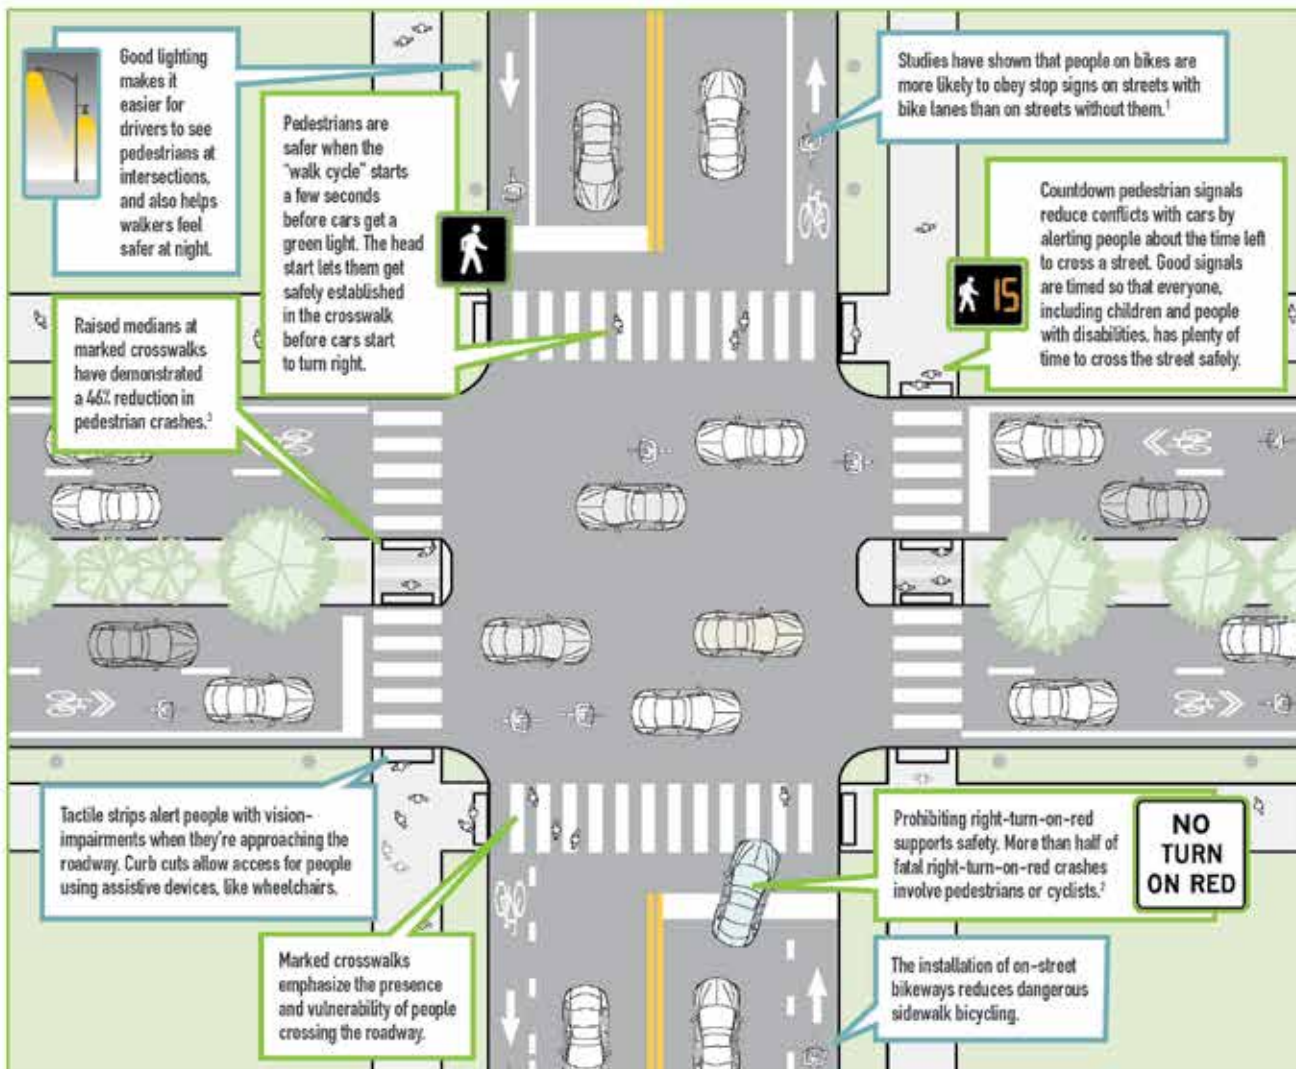 Good lighting
makes it
easier for
drivers to see
pedestrians at
intersections,
and also helps
walkers feel
safer at night.
Pedestrians are
safer when the
"walk cycle" starts
a few seconds
before cars get a
green light. The head
start lets them get
safely established
in the crosswalk
before cars start
to turn right.
Studies have shown that people on bikes are
more likely to obey stop signs on streets with
bike lanes than on streets without them.¹
Countdown pedestrian signals
reduce conflicts with cars by
alerting people about the time left
to cross a street. Good signals
are timed so that everyone,
including children and people
with disabilities, has plenty of
time to cross the street safely.
15
Raised medians at
marked crosswalks
have demonstrated
a 46% reduction in
pedestrian crashes.³
Tactile strips alert people with vision-
impairments when they're approaching the
roadway. Curb cuts allow access for people
using assistive devices, like wheelchairs.
Marked crosswalks
emphasize the presence
and vulnerability of people
crossing the roadway.
Prohibiting right-turn-on-red
supports safety. More than half of
fatal right-turn-on-red crashes
involve pedestrians or cyclists.²
NO
TURN
ON RED
The installation of on-street
bikeways reduces dangerous
sidewalk bicycling.